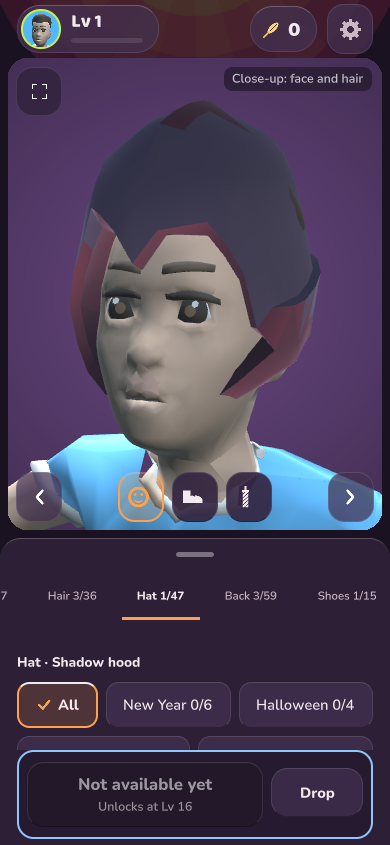 Lv 1
0
Close-up: face and hair
7
Hair 3/36
Hat 1/47
Back 3/59
Shoes 1/15
Hat · Shadow hood
All
New Year 0/6
Halloween 0/4
Not available yet
Unlocks at Lv 16
Drop